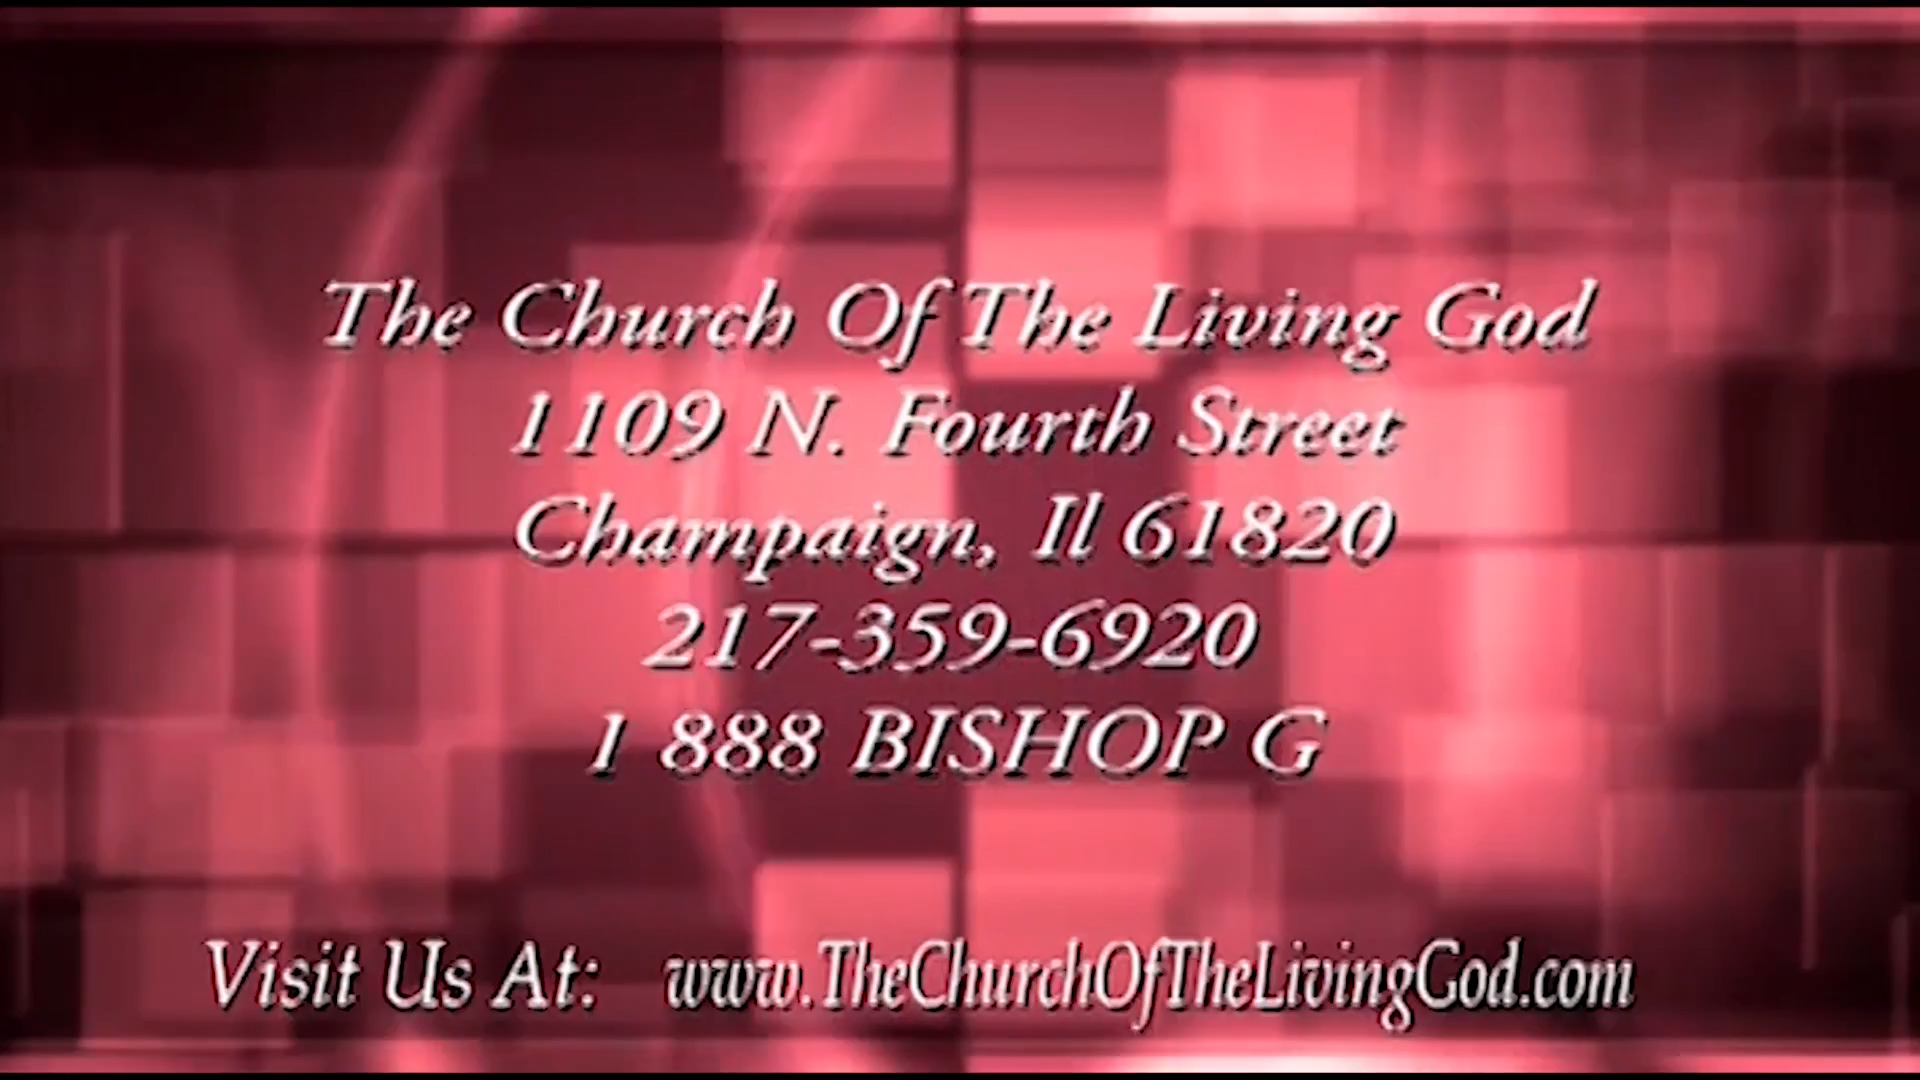 The Church Of The Living God
1109 N. Fourth Street
Champaign, Il 61820
217-359-6920
1 888 BISHOP G
Visit Us At: www.TheChurchOfTheLivingGod.com